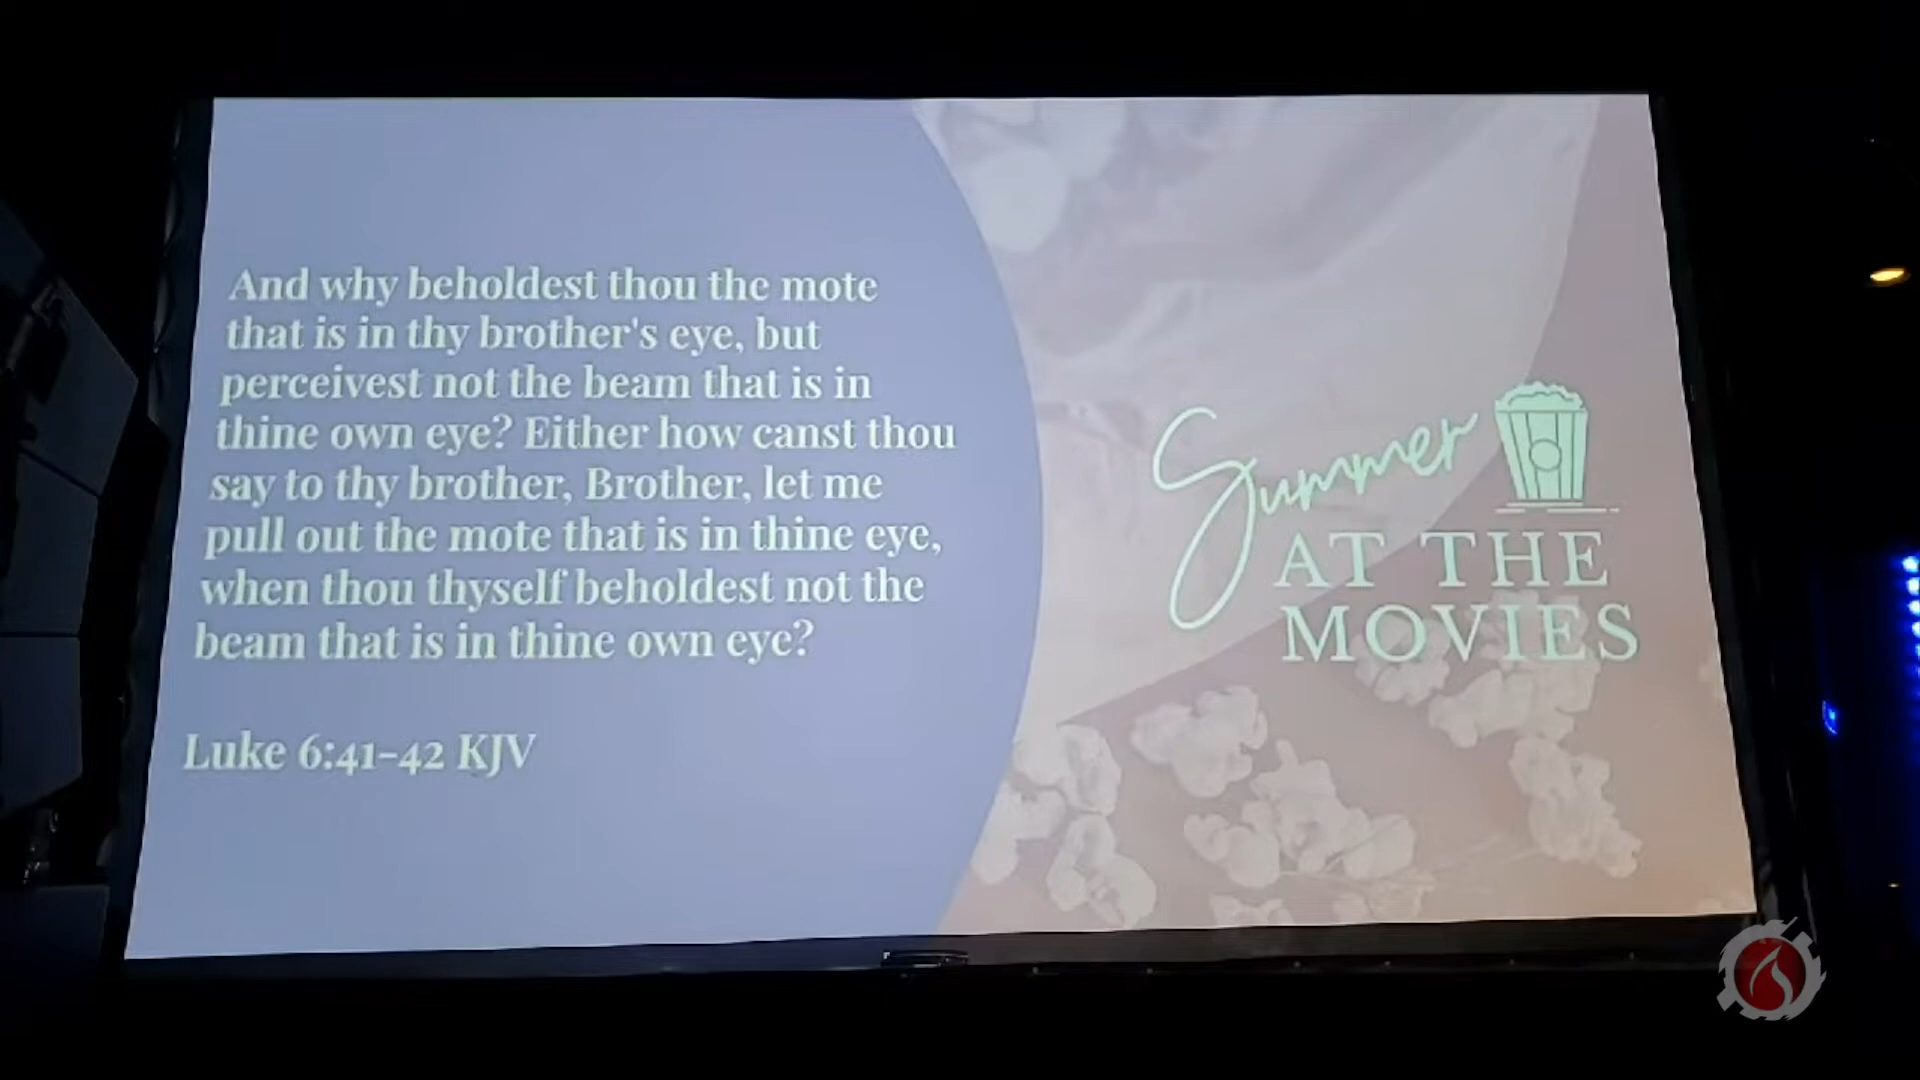 And why beholdest thou the mote
that is in thy brother's eye, but
perceivest not the beam that is in
thine own eye? Either how canst thou
say to thy brother, Brother, let me
pull out the mote that is in thine eye,
when thou thyself beholdest not the
beam that is in thine own eye?
Luke 6:41-42 KJV
Summer
AT THE
MOVIES